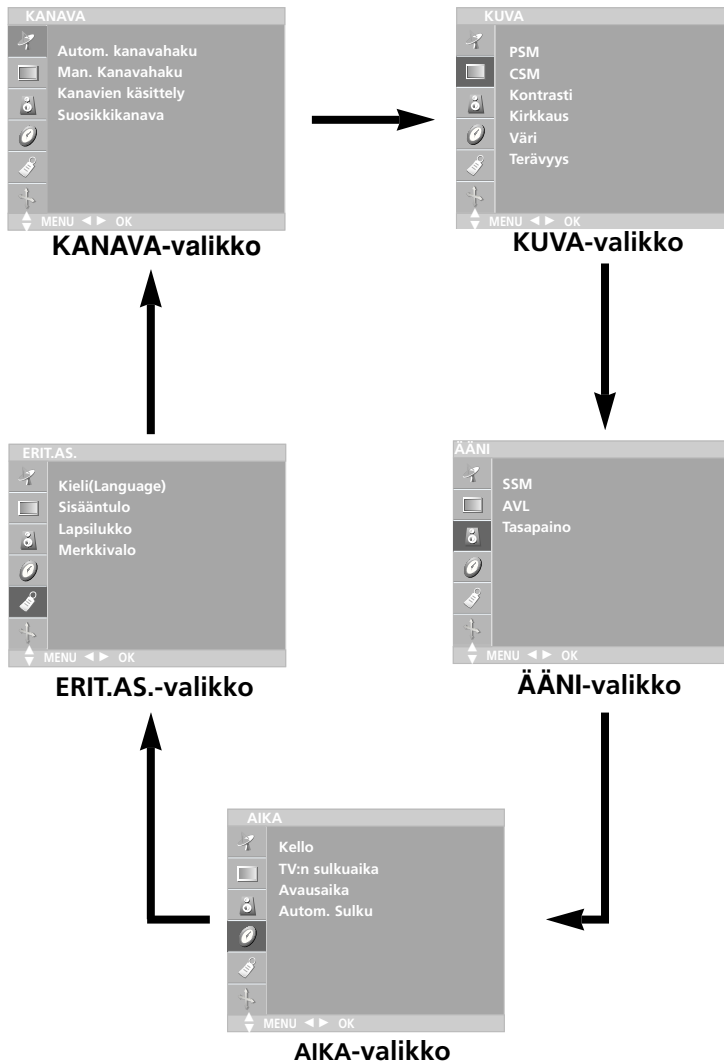 KANAVA
Autom. kanavahaku
Man. Kanavahaku
Kanavien käsittely
Suosikkikanava
MENU ◄ ► OK
KANAVA-valikko
KUVA
PSM
CSM
Kontrasti
Kirkkaus
Väri
Terävyys
MENU ◄ ► OK
KUVA-valikko
ERIT.AS.
Kieli(Language)
Sisääntulo
Lapsilukko
Merkkivalo
MENU ◄ ► OK
ERIT.AS.-valikko
ÄÄNI
SSM
AVL
Tasapaino
MENU ◄ ► OK
ÄÄNI-valikko
AIKA
Kello
TV:n sulkuaika
Avausaika
Autom. Sulku
MENU ◄ ► OK
AIKA-valikko